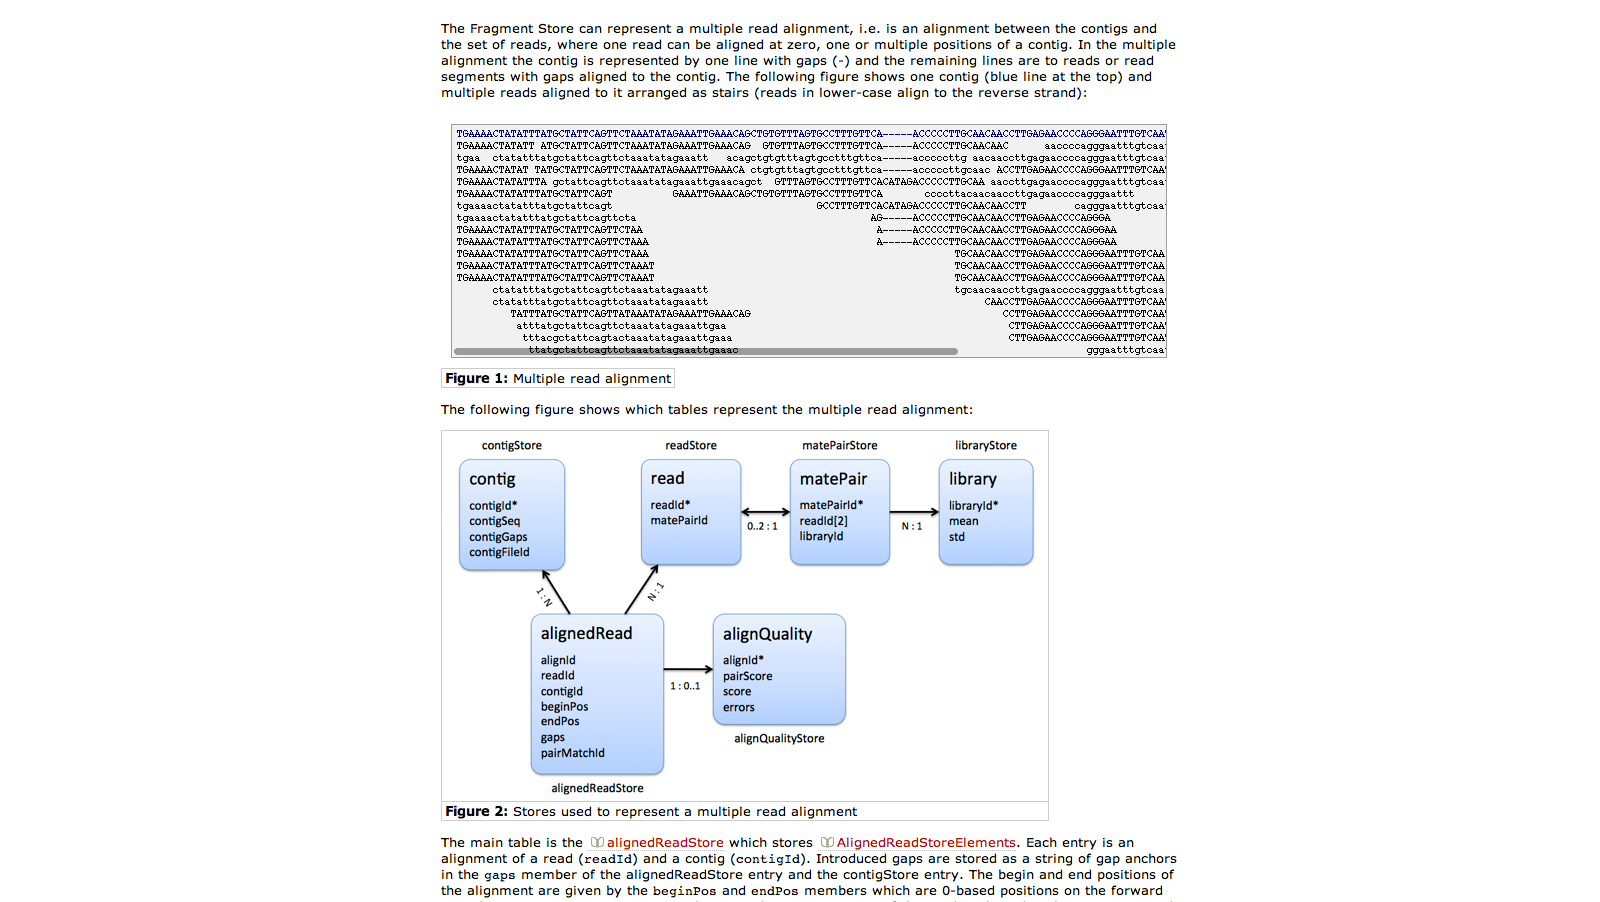 The Fragment Store can represent a multiple read alignment, i.e. is an alignment between the contigs and
the set of reads, where one read can be aligned at zero, one or multiple positions of a contig. In the multiple
alignment the contig is represented by one line with gaps (-) and the remaining lines are to reads or read
segments with gaps aligned to the contig. The following figure shows one contig (blue line at the top) and
multiple reads aligned to it arranged as stairs (reads in lower-case align to the reverse strand):
TGAAAACTATATTTATGCTATTCAGTTCTAAATATAGAAATTGAAACAGCTGTGTTTAGTGCCTTTGTTCA-----ACCCCCTTGCAACAACCTTGAGAACCCCAGGGAATTTGTCAA
TGAAAACTATATT ATGCTATTCAGTTCTAAATATAGAAATTGAAACAG GTGTTTAGTGCCTTTGTTCA-----ACCCCCTTGCAACAAC aaccccagggaatttgtcaa
tgaa ctatatttatgctattcagttctaaatatagaaatt acagctgtgtttagtgcctttgttca-----acccccttg aacaaccttgagaaccccagggaatttgtcaa
TGAAAACTATAT TATGCTATTCAGTTCTAAATATAGAAATTGAAACA ctgtgtttagtgcctttgttca-----acccccttgcaac ACCTTGAGAACCCCAGGGAATTTGTCAA
TGAAAACTATATTTA gctattcagttctaaatatagaaattgaaacagct GTTTAGTGCCTTTGTTCACATAGACCCCCTTGCAA aaccttgagaaccccagggaatttgtcaa
TGAAAACTATATTTATGCTATTCAGT GAAATTGAAACAGCTGTGTTTAGTGCCTTTGTTCA ccccttacaacaaccttgagaaccccagggaattt
tgaaaactatatttatgctattcagt GCCTTTGTTCACATAGACCCCCTTGCAACAACCTT cagggaatttgtcaa
tgaaaactatatttatgctattcagttcta AG-----ACCCCCTTGCAACAACCTTGAGAACCCCAGGGA
TGAAAACTATATTTATGCTATTCAGTTCTAA A-----ACCCCCTTGCAACAACCTTGAGAACCCCAGGGAA
TGAAAACTATATTTATGCTATTCAGTTCTAAA A-----ACCCCCTTGCAACAACCTTGAGAACCCCAGGGAA
TGAAAACTATATTTATGCTATTCAGTTCTAAA TGCAACAACCTTGAGAACCCCAGGGAATTTGTCAA
TGAAAACTATATTTATGCTATTCAGTTCTAAAT TGCAACAACCTTGAGAACCCCAGGGAATTTGTCAA
TGAAAACTATATTTATGCTATTCAGTTCTAAAT TGCAACAACCTTGAGAACCCCAGGGAATTTGTCAA
ctatatttatgctattcagttctaaatatagaaatt tgcaacaaccttgagaaccccagggaatttgtcaa
ctatatttatgctattcagttctaaatatagaaatt CAACCTTGAGAACCCCAGGGAATTTGTCAA
TATTTATGCTATTCAGTTATAAATATAGAAATTGAAACAG CCTTGAGAACCCCAGGGAATTTGTCAA
atttatgctattcagttctaaatatagaaattgaa CTTGAGAACCCCAGGGAATTTGTCAA
tttacgctattcagtactaaatatagaaattgaaa CTTGAGAACCCCAGGGAATTTGTCAA
ttatgctattcagttctaaatatagaaattgaaac gggaatttgtcaa
Figure 1: Multiple read alignment
The following figure shows which tables represent the multiple read alignment:
contigStore readStore matePairStore libraryStore
contig read matePair library
contigId* readId* matePairId* libraryId*
contigSeq matePairId readId[2] mean
contigGaps libraryId std
contigFileId
0..2 : 1 N : 1
1 : N N : 1
alignedRead alignQuality
alignId alignId*
readId pairScore
contigId score
beginPos errors
endPos
gaps
pairMatchId
1 : 0..1
alignQualityStore
alignedReadStore
Figure 2: Stores used to represent a multiple read alignment
The main table is the alignedReadStore which stores AlignedReadStoreElements. Each entry is an
alignment of a read (readId) and a contig (contigId). Introduced gaps are stored as a string of gap anchors
in the gaps member of the alignedReadStore entry and the contigStore entry. The begin and end positions of
the alignment are given by the beginPos and endPos members which are 0-based positions on the forward